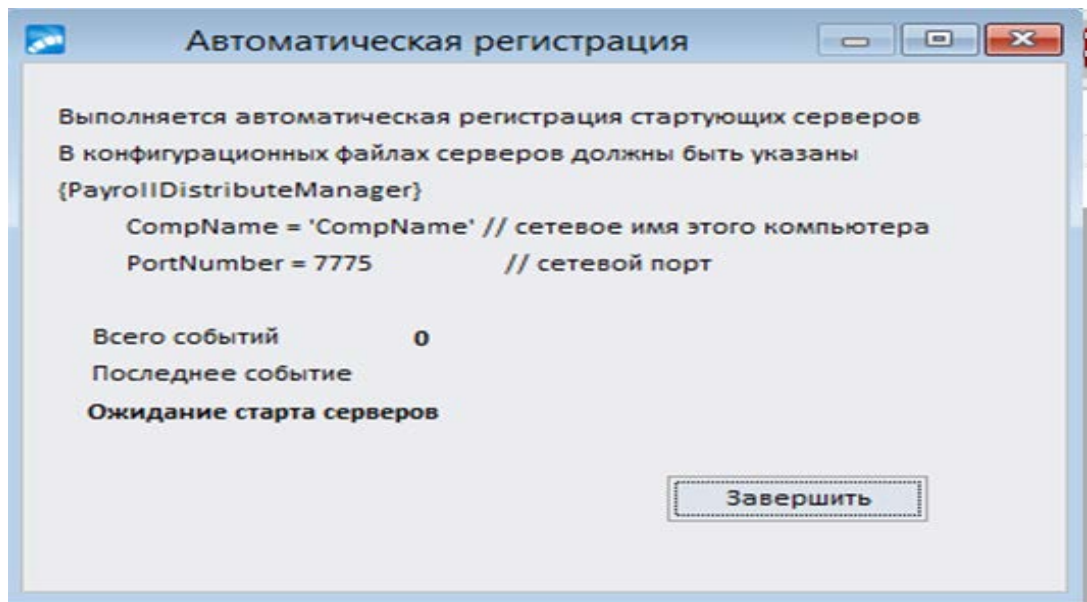 Автоматическая регистрация
Выполняется автоматическая регистрация стартующих серверов
В конфигурационных файлах серверов должны быть указаны
{PayrollDistributeManager}
CompName = 'CompName' // сетевое имя этого компьютера
PortNumber = 7775 // сетевой порт
Всего событий 0
Последнее событие
Ожидание старта серверов
Завершить